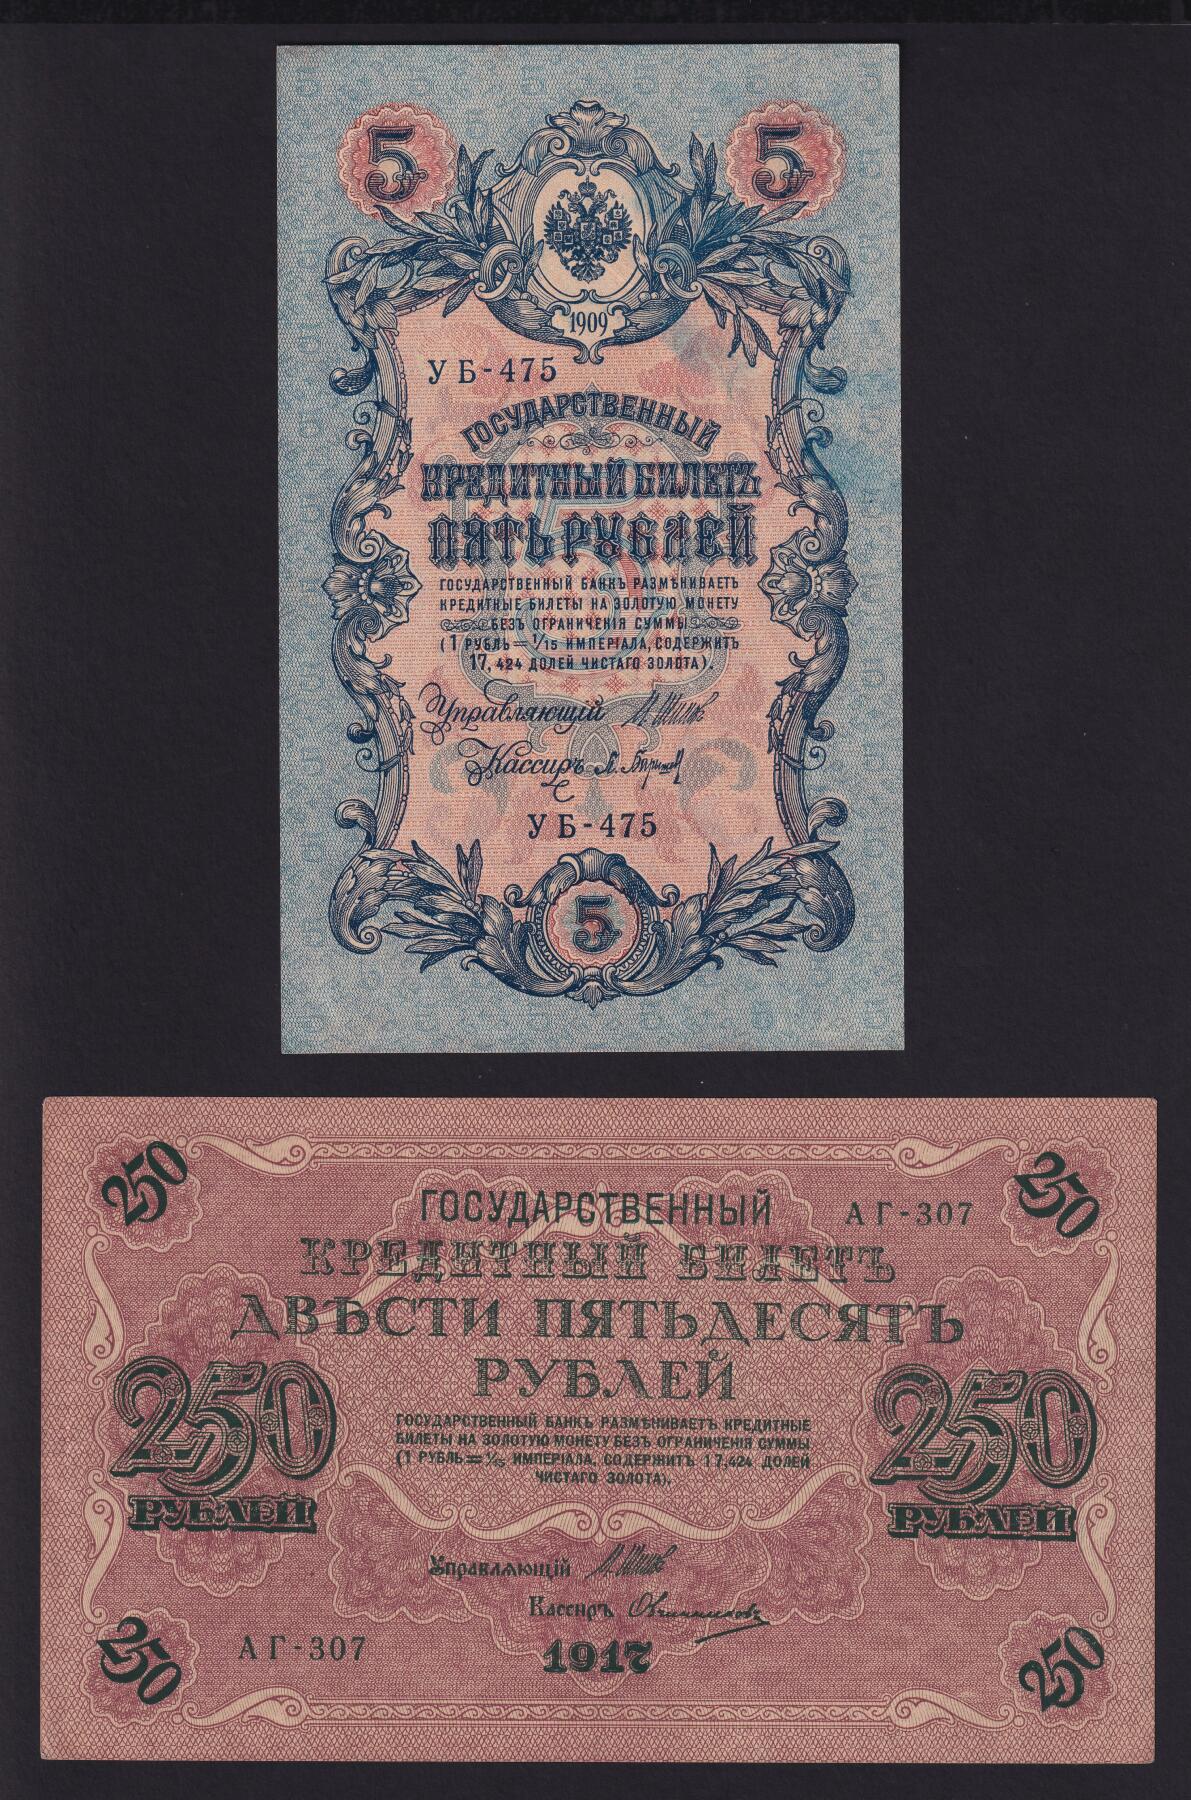 5 5
1909
УБ-475
ГОСУДАРСТВЕННЫЙ
КРЕДИТНЫЙ БИЛЕТЪ
5
ПЯТЬ РУБЛЕЙ
ГОСУДАРСТВЕННЫЙ БАНКЪ РАЗМѢНИВАЕТЪ
КРЕДИТНЫЕ БИЛЕТЫ НА ЗОЛОТУЮ МОНЕТУ
БЕЗЪ ОГРАНИЧЕНІЯ СУММЫ
(1 РУБЛЬ = 1/15 ИМПЕРІАЛА, СОДЕРЖИТЪ
17,424 ДОЛЕЙ ЧИСТАГО ЗОЛОТА).
Управляющій
Кассиръ
УБ-475
5
250 250
ГОСУДАРСТВЕННЫЙ АГ-307
КРЕДИТНЫЙ БИЛЕТЪ
ДВѢСТИ ПЯТЬДЕСЯТЪ
РУБЛЕЙ
250 250
РУБЛЕЙ РУБЛЕЙ
ГОСУДАРСТВЕННЫЙ БАНКЪ РАЗМѢНИВАЕТЪ КРЕДИТНЫЕ
БИЛЕТЫ НА ЗОЛОТУЮ МОНЕТУ БЕЗЪ ОГРАНИЧЕНІЯ СУММЫ
(1 РУБЛЬ = 1/15 ИМПЕРІАЛА, СОДЕРЖИТЪ 17,424 ДОЛЕЙ
ЧИСТАГО ЗОЛОТА).
Управляющій
Кассиръ Овчинниковъ
АГ-307 1917
250 250